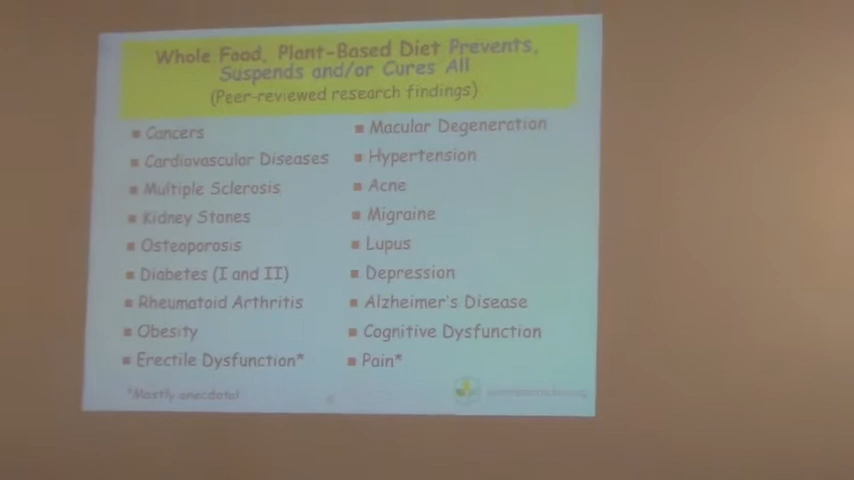 Whole Food, Plant-Based Diet Prevents,
Suspends and/or Cures All
(Peer-reviewed research findings)
■ Cancers
■ Cardiovascular Diseases
■ Multiple Sclerosis
■ Kidney Stones
■ Osteoporosis
■ Diabetes (I and II)
■ Rheumatoid Arthritis
■ Obesity
■ Erectile Dysfunction*
■ Macular Degeneration
■ Hypertension
■ Acne
■ Migraine
■ Lupus
■ Depression
■ Alzheimer's Disease
■ Cognitive Dysfunction
■ Pain*
*Mostly anecdotal